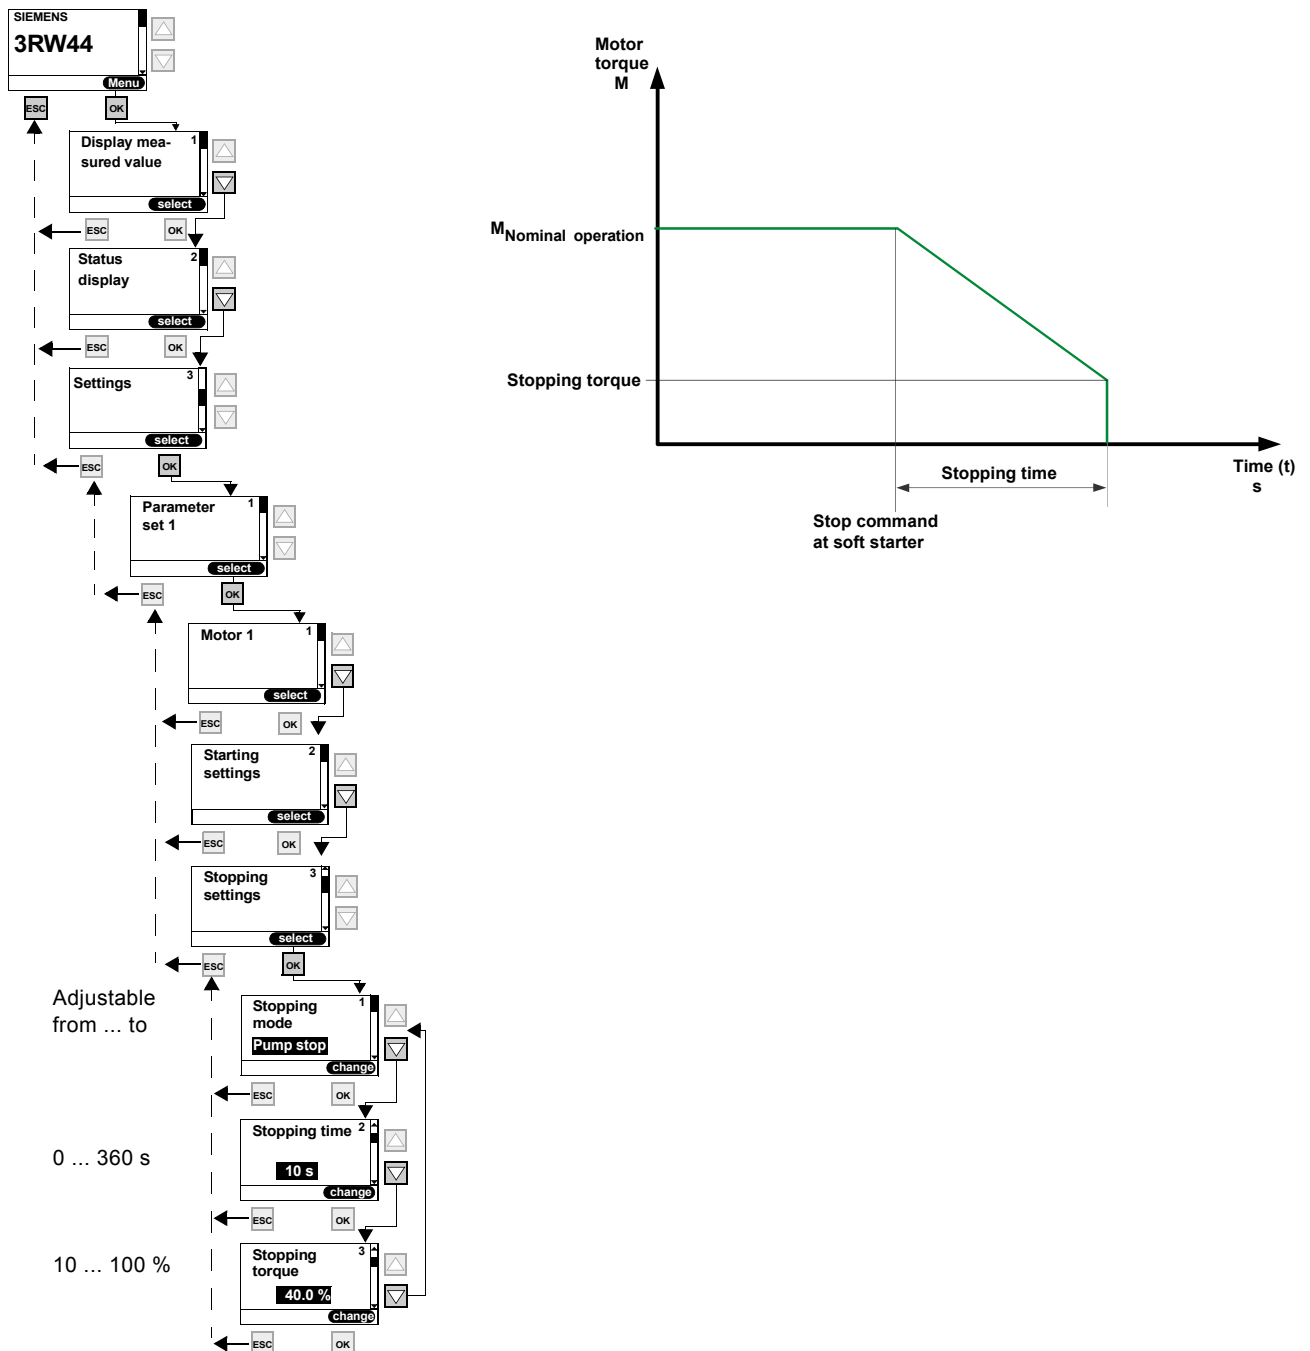 SIEMENS
3RW44
Menu
ESC
OK
Display mea-
sured value
1
select
ESC
OK
Status
display
2
select
ESC
OK
Settings
3
select
ESC
OK
Parameter
set 1
1
select
ESC
OK
Motor 1
1
select
ESC
OK
Starting
settings
2
select
ESC
OK
Stopping
settings
3
select
ESC
OK
Adjustable
from ... to
Stopping
mode
1
Pump stop
change
ESC
OK
0 ... 360 s
Stopping time
2
10 s
change
ESC
OK
10 ... 100 %
Stopping
torque
3
40.0 %
change
ESC
OK
Motor
torque
M
MNominal operation
Stopping torque
Stopping time
Time (t)
s
Stop command
at soft starter